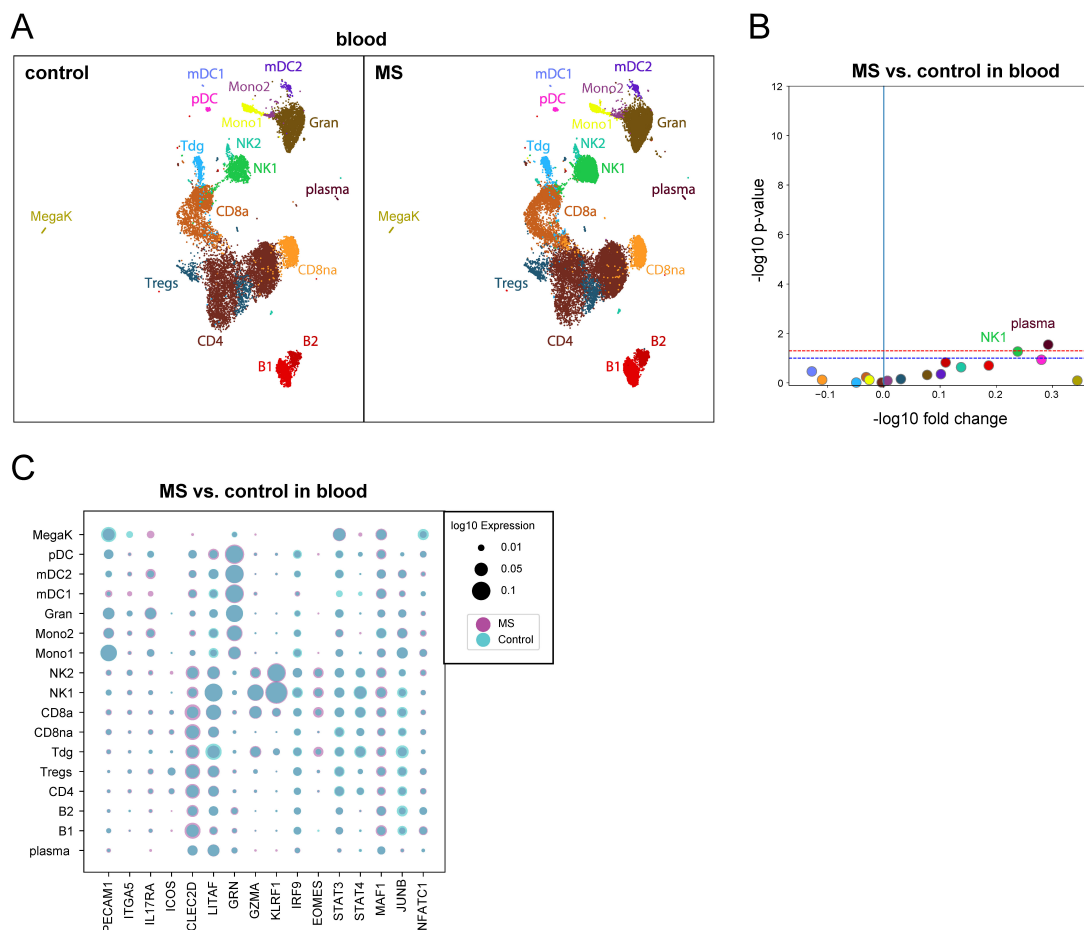 A
blood
control
mDC1
mDC2
Mono2
pDC
Mono1
Gran
Tdg
NK2
NK1
plasma
CD8a
MegaK
CD8na
Tregs
CD4
B2
B1
MS
mDC1
mDC2
Mono2
pDC
Mono1
Gran
Tdg
NK2
NK1
plasma
CD8a
MegaK
CD8na
Tregs
CD4
B2
B1
B
MS vs. control in blood
-log10 p-value
12
10
8
6
4
2
0
plasma
NK1
−0.1
0.0
0.1
0.2
0.3
-log10 fold change
C
MS vs. control in blood
MegaK
pDC
mDC2
mDC1
Gran
Mono2
Mono1
NK2
NK1
CD8a
CD8na
Tdg
Tregs
CD4
B2
B1
plasma
PECAM1
ITGA5
IL17RA
ICOS
CLEC2D
LITAF
GRN
GZMA
KLRF1
IRF9
EOMES
STAT3
STAT4
MAF1
JUNB
NFATC1
log10 Expression
0.01
0.05
0.1
MS
Control